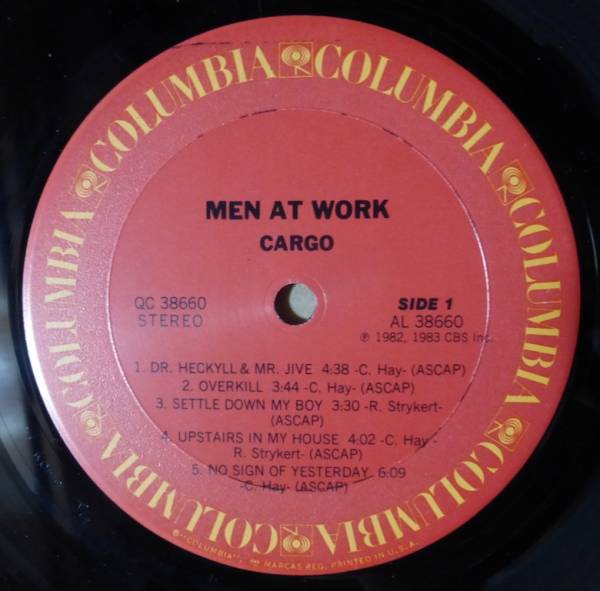 COLUMBIA COLUMBIA COLUMBIA COLUMBIA COLUMBIA COLUMBIA
MEN AT WORK
CARGO
QC 38660
STEREO
SIDE 1
AL 38660
℗ 1982, 1983 CBS Inc.
1. DR. HECKYLL & MR. JIVE 4:38 -C. Hay- (ASCAP)
2. OVERKILL 3:44 -C. Hay- (ASCAP)
3. SETTLE DOWN MY BOY 3:30 -R. Strykert-
(ASCAP)
4. UPSTAIRS IN MY HOUSE 4:02 -C. Hay -
R. Strykert- (ASCAP)
5. NO SIGN OF YESTERDAY 6:09
-C. Hay- (ASCAP)
"COLUMBIA", MARCAS REG. PRINTED IN U.S.A.